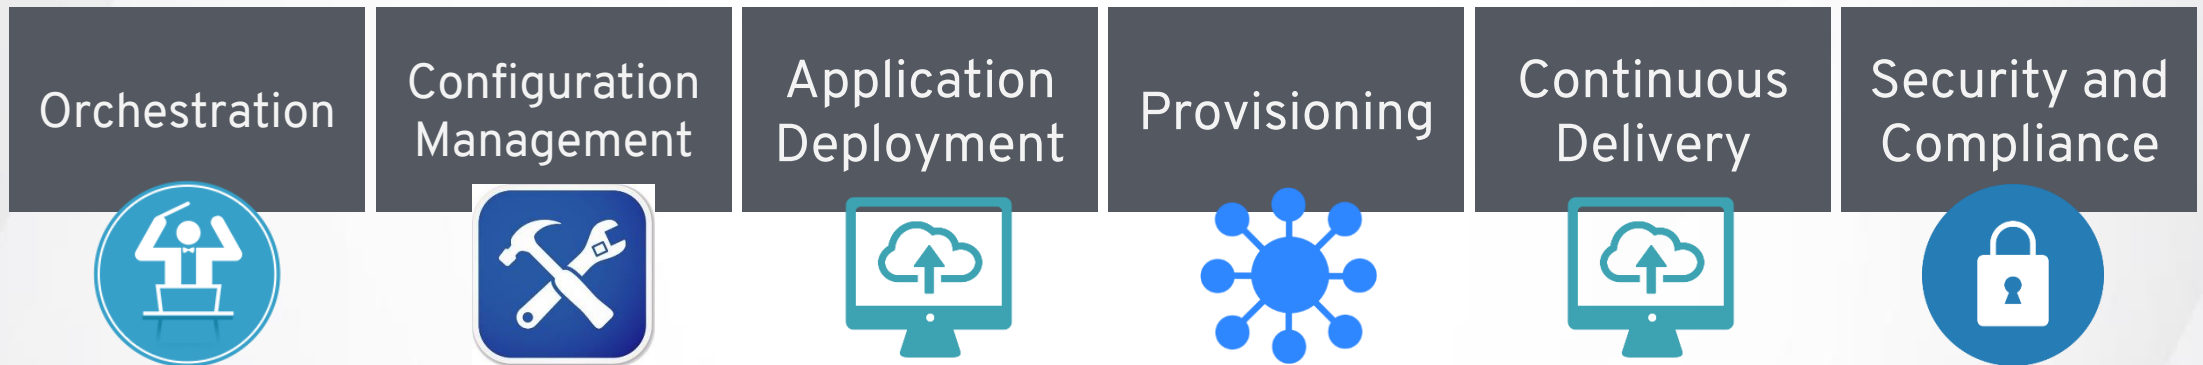 Orchestration
Configuration
Management
Application
Deployment
Provisioning
Continuous
Delivery
Security and
Compliance